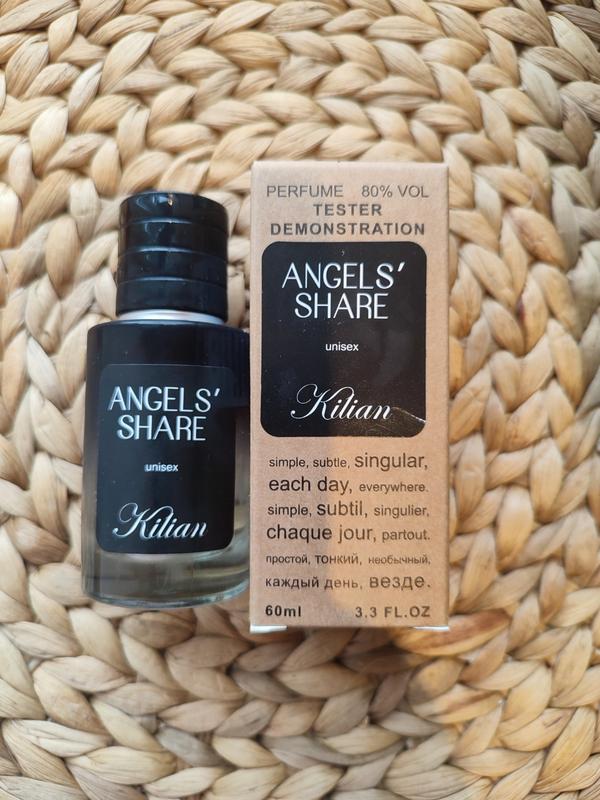 ANGELS’
SHARE
unisex
Kilian
PERFUME 80% VOL
TESTER
DEMONSTRATION
ANGELS’
SHARE
unisex
Kilian
simple, subtle, singular,
each day, everywhere.
simple, subtil, singulier,
chaque jour, partout.
простой, тонкий, необычный,
каждый день, везде.
60ml 3,3 FL.OZ